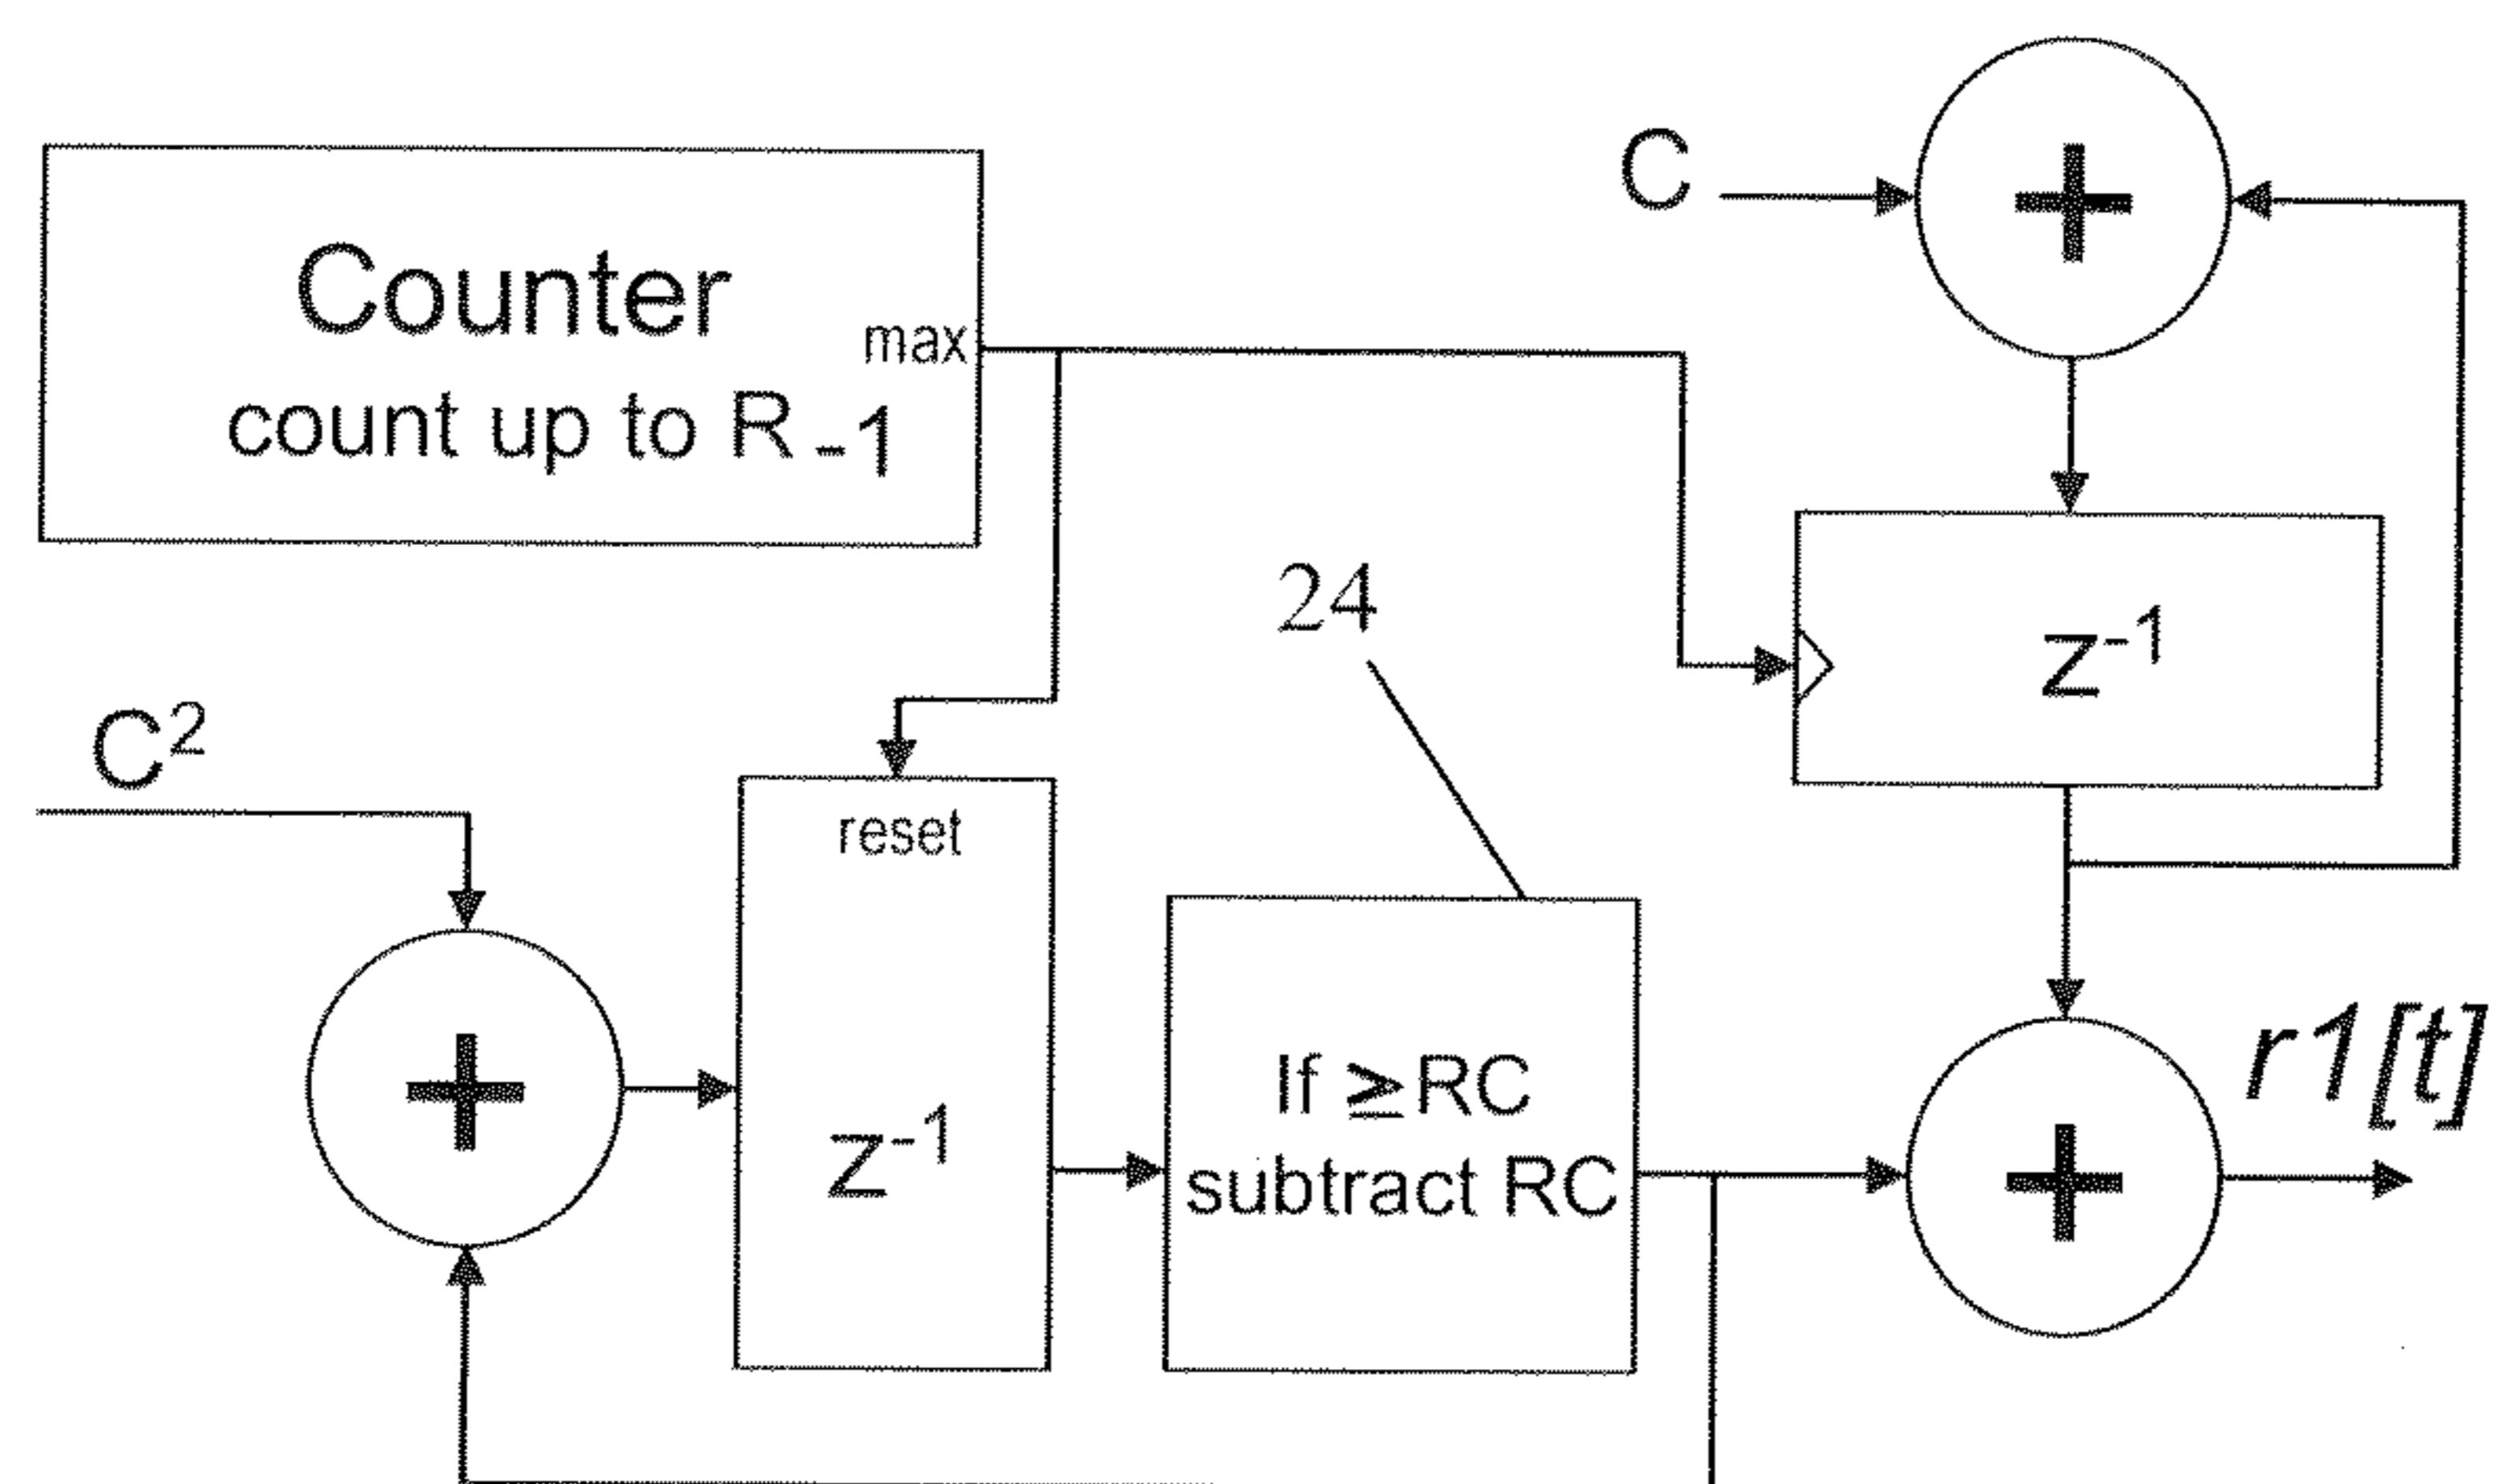 Counter
max
count up to R -1
C
+
24
z⁻¹
C²
reset
+
z⁻¹
If ≥RC
subtract RC
+
r1[t]